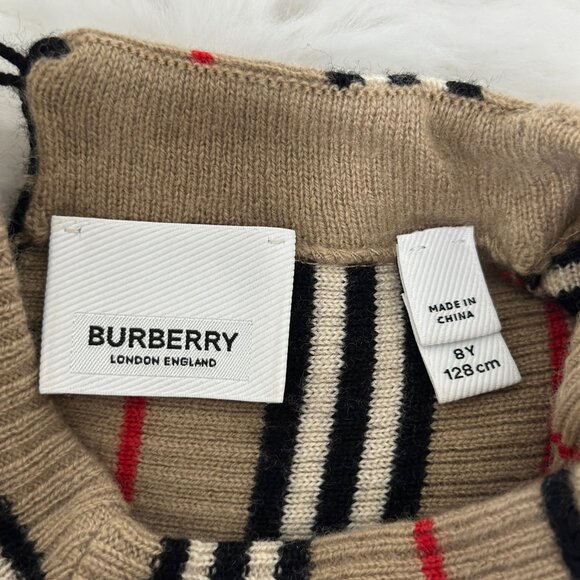 BURBERRY
LONDON ENGLAND
MADE IN
CHINA
8Y
128 cm